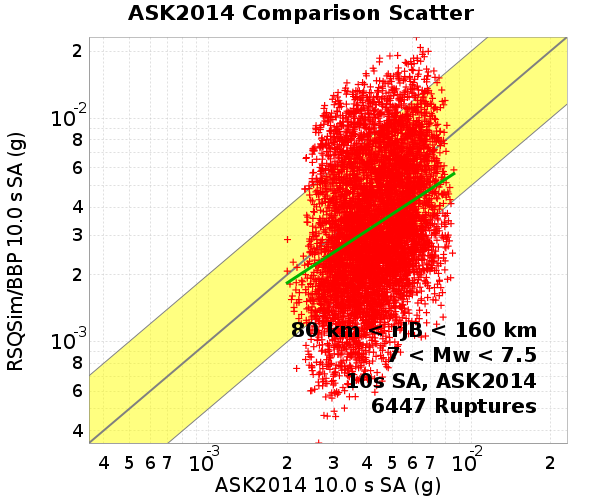 ASK2014 Comparison Scatter
RSQSim/BBP 10.0 s SA (g)
2
10-2
8
6
4
3
2
10-3
8
6
4
80 km < rJB < 160 km
7 < Mw < 7.5
10s SA, ASK2014
6447 Ruptures
4 5 6 7 10-3 2 3 4 5 6 7 10-2 2
ASK2014 10.0 s SA (g)